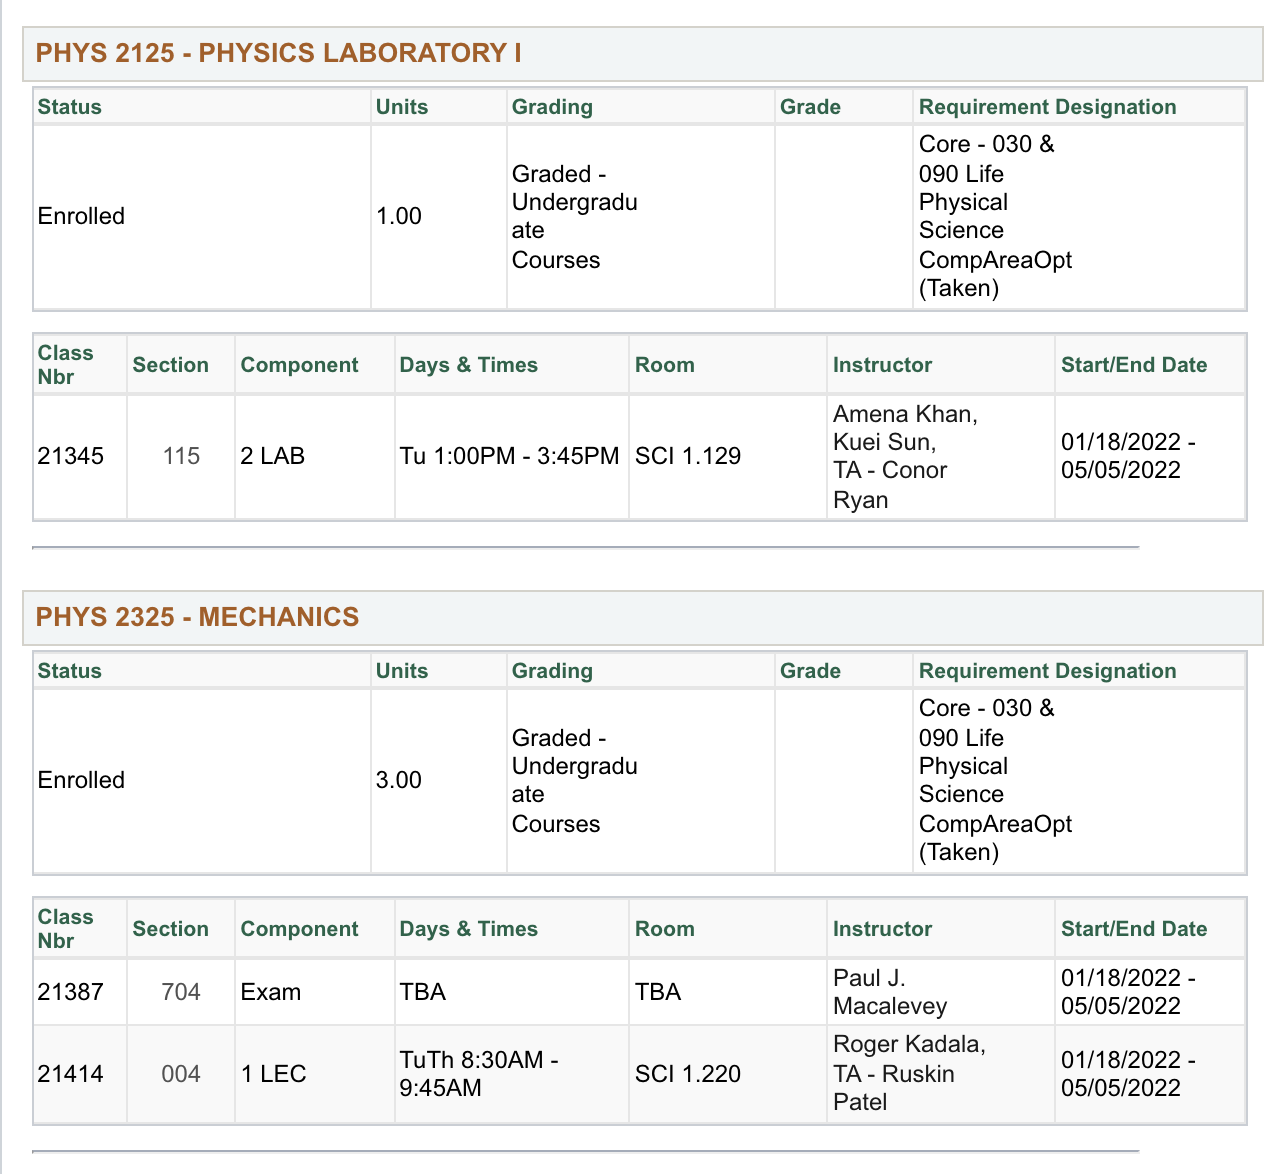 PHYS 2125 - PHYSICS LABORATORY I
Status Units Grading Grade Requirement Designation
Enrolled
1.00
Graded -
Undergradu
ate
Courses
Core - 030 &
090 Life
Physical
Science
CompAreaOpt
(Taken)
Class
Nbr
Section Component Days & Times Room Instructor Start/End Date
21345
115
2 LAB
Tu 1:00PM - 3:45PM
SCI 1.129
Amena Khan,
Kuei Sun,
TA - Conor
Ryan
01/18/2022 -
05/05/2022
PHYS 2325 - MECHANICS
Status Units Grading Grade Requirement Designation
Enrolled
3.00
Graded -
Undergradu
ate
Courses
Core - 030 &
090 Life
Physical
Science
CompAreaOpt
(Taken)
Class
Nbr
Section Component Days & Times Room Instructor Start/End Date
21387
704
Exam
TBA
TBA
Paul J.
Macalevey
01/18/2022 -
05/05/2022
21414
004
1 LEC
TuTh 8:30AM -
9:45AM
SCI 1.220
Roger Kadala,
TA - Ruskin
Patel
01/18/2022 -
05/05/2022